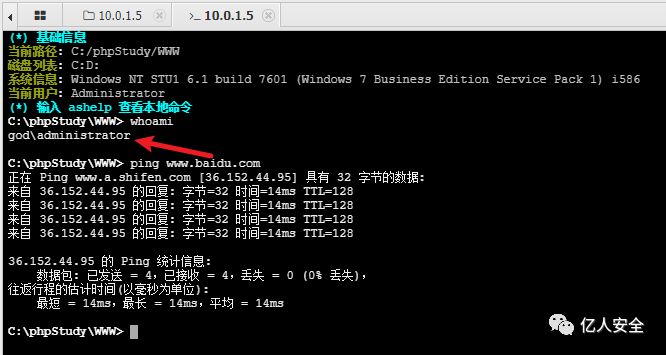 10.0.1.5
>_ 10.0.1.5
(*) 基础信息
当前路径: C:/phpStudy/WWW
磁盘列表: C:D:
系统信息: Windows NT STU1 6.1 build 7601 (Windows 7 Business Edition Service Pack 1) i586
当前用户: Administrator
(*) 输入 ashelp 查看本地命令
C:\phpStudy\WWW> whoami
god\administrator
C:\phpStudy\WWW> ping www.baidu.com
正在 Ping www.a.shifen.com [36.152.44.95] 具有 32 字节的数据:
来自 36.152.44.95 的回复: 字节=32 时间=14ms TTL=128
来自 36.152.44.95 的回复: 字节=32 时间=14ms TTL=128
来自 36.152.44.95 的回复: 字节=32 时间=14ms TTL=128
来自 36.152.44.95 的回复: 字节=32 时间=14ms TTL=128
36.152.44.95 的 Ping 统计信息:
数据包: 已发送 = 4，已接收 = 4，丢失 = 0 (0% 丢失)，
往返行程的估计时间(以毫秒为单位):
最短 = 14ms，最长 = 14ms，平均 = 14ms
C:\phpStudy\WWW>
亿人安全